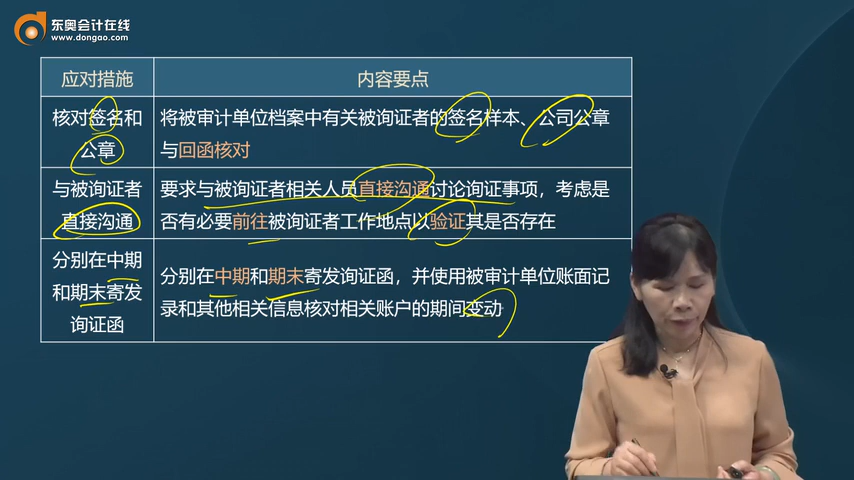 东奥会计在线
www.dongao.com
应对措施
内容要点
核对签名和
公章
将被审计单位档案中有关被询证者的签名样本、公司公章
与回函核对
与被询证者
直接沟通
要求与被询证者相关人员直接沟通讨论询证事项，考虑是
否有必要前往被询证者工作地点以验证其是否存在
分别在中期
和期末寄发
询证函
分别在中期和期末寄发询证函，并使用被审计单位账面记
录和其他相关信息核对相关账户的期间变动